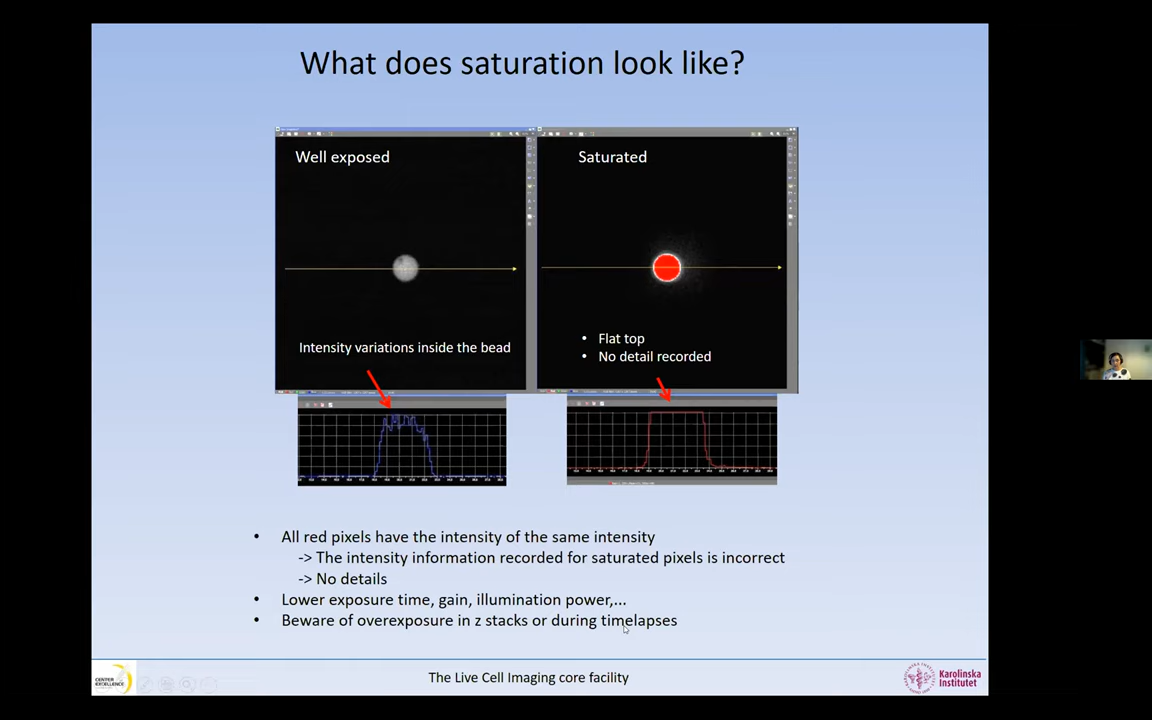 What does saturation look like?
Well exposed
Saturated
Intensity variations inside the bead
• Flat top
• No detail recorded
• All red pixels have the intensity of the same intensity
-> The intensity information recorded for saturated pixels is incorrect
-> No details
• Lower exposure time, gain, illumination power,...
• Beware of overexposure in z stacks or during timelapses
The Live Cell Imaging core facility
Karolinska
Institutet